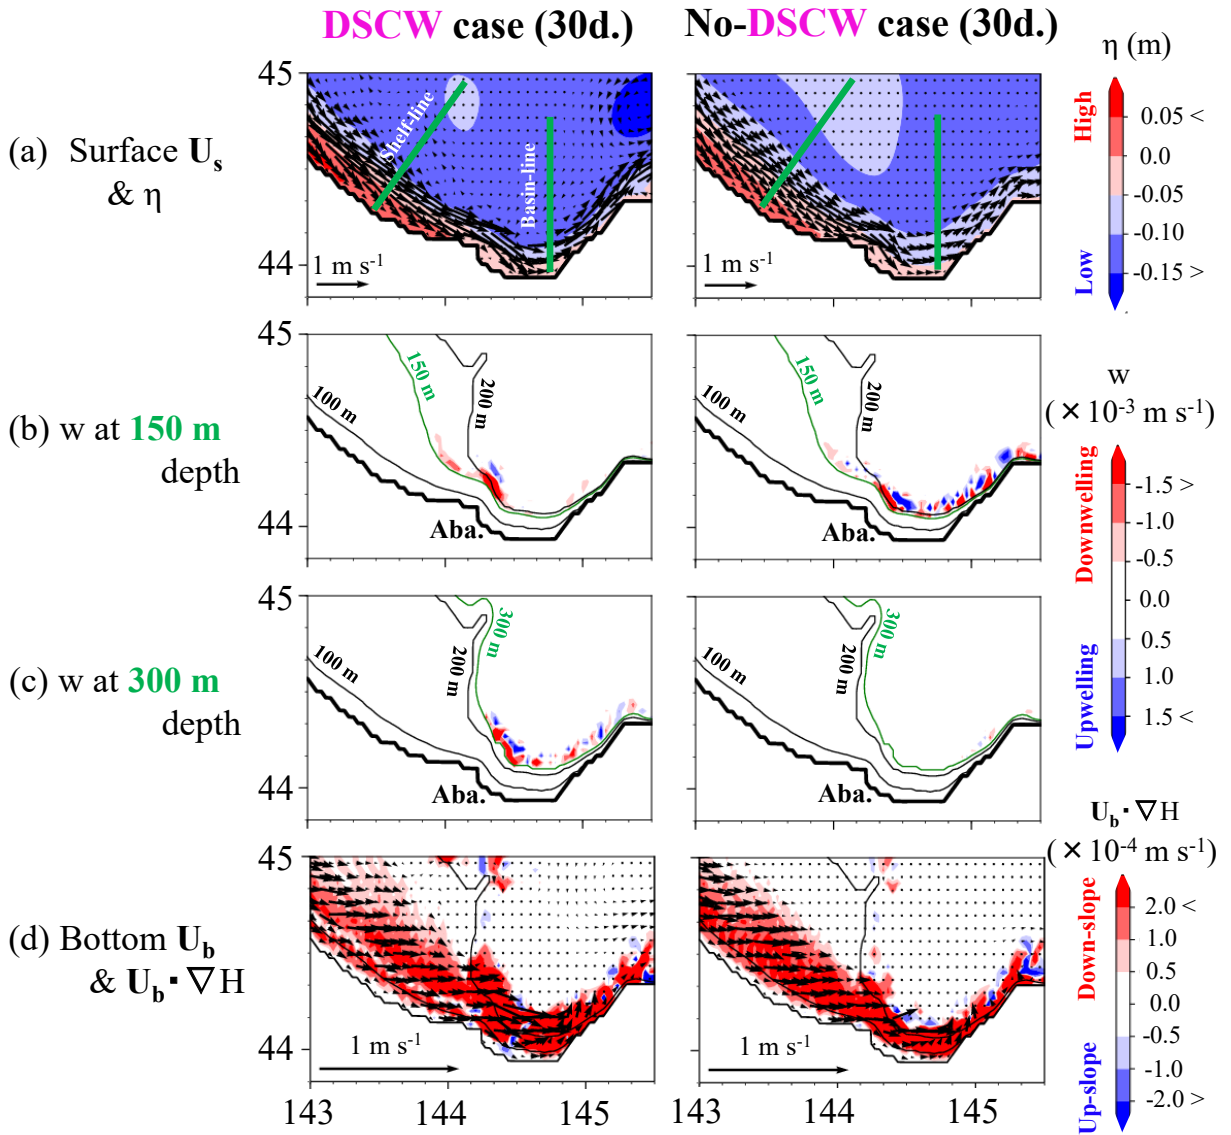 DSCW case (30d.)
No-DSCW case (30d.)
(a) Surface Us
& η
45
44
Shelf-line
Basin-line
1 m s-1
1 m s-1
η (m)
High
Low
0.05 <
0.0
-0.05
-0.10
-0.15 >
(b) w at 150 m
depth
45
44
100 m
150 m
200 m
Aba.
100 m
150 m
200 m
Aba.
w
(×10-3 m s-1)
Downwelling
Upwelling
-1.5 >
-1.0
-0.5
0.0
0.5
1.0
1.5 <
(c) w at 300 m
depth
45
44
100 m
200 m
300 m
Aba.
100 m
200 m
300 m
Aba.
(d) Bottom Ub
& Ub・∇H
45
44
1 m s-1
1 m s-1
Ub・∇H
(×10-4 m s-1)
Down-slope
Up-slope
2.0 <
1.0
0.5
0.0
-0.5
-1.0
-2.0 >
143 144 145
143 144 145